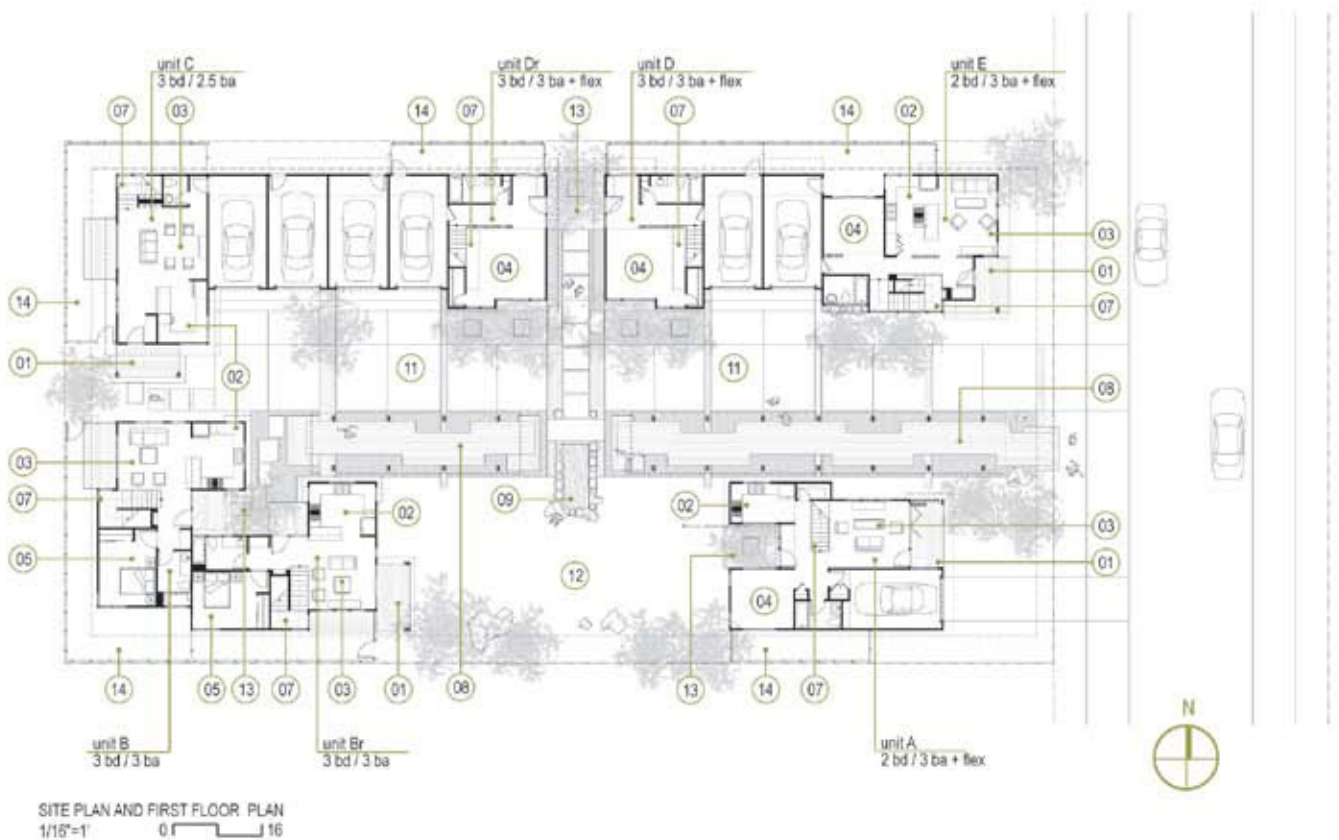 unit C
3 bd / 2.5 ba
unit Dr
3 bd / 3 ba + flex
unit D
3 bd / 3 ba + flex
unit E
2 bd / 3 ba + flex
07 03 14 07 13 07 14 02
04 04 04
03
01
07
14
01
02
11 11
08
03
07
05
02
09
12
02
03
01
04
14 05 13 07 03 01 08 13 14 07
unit B
3 bd / 3 ba
unit Br
3 bd / 3 ba
unit A
2 bd / 3 ba + flex
N
SITE PLAN AND FIRST FLOOR PLAN
1/16"=1' 0 16